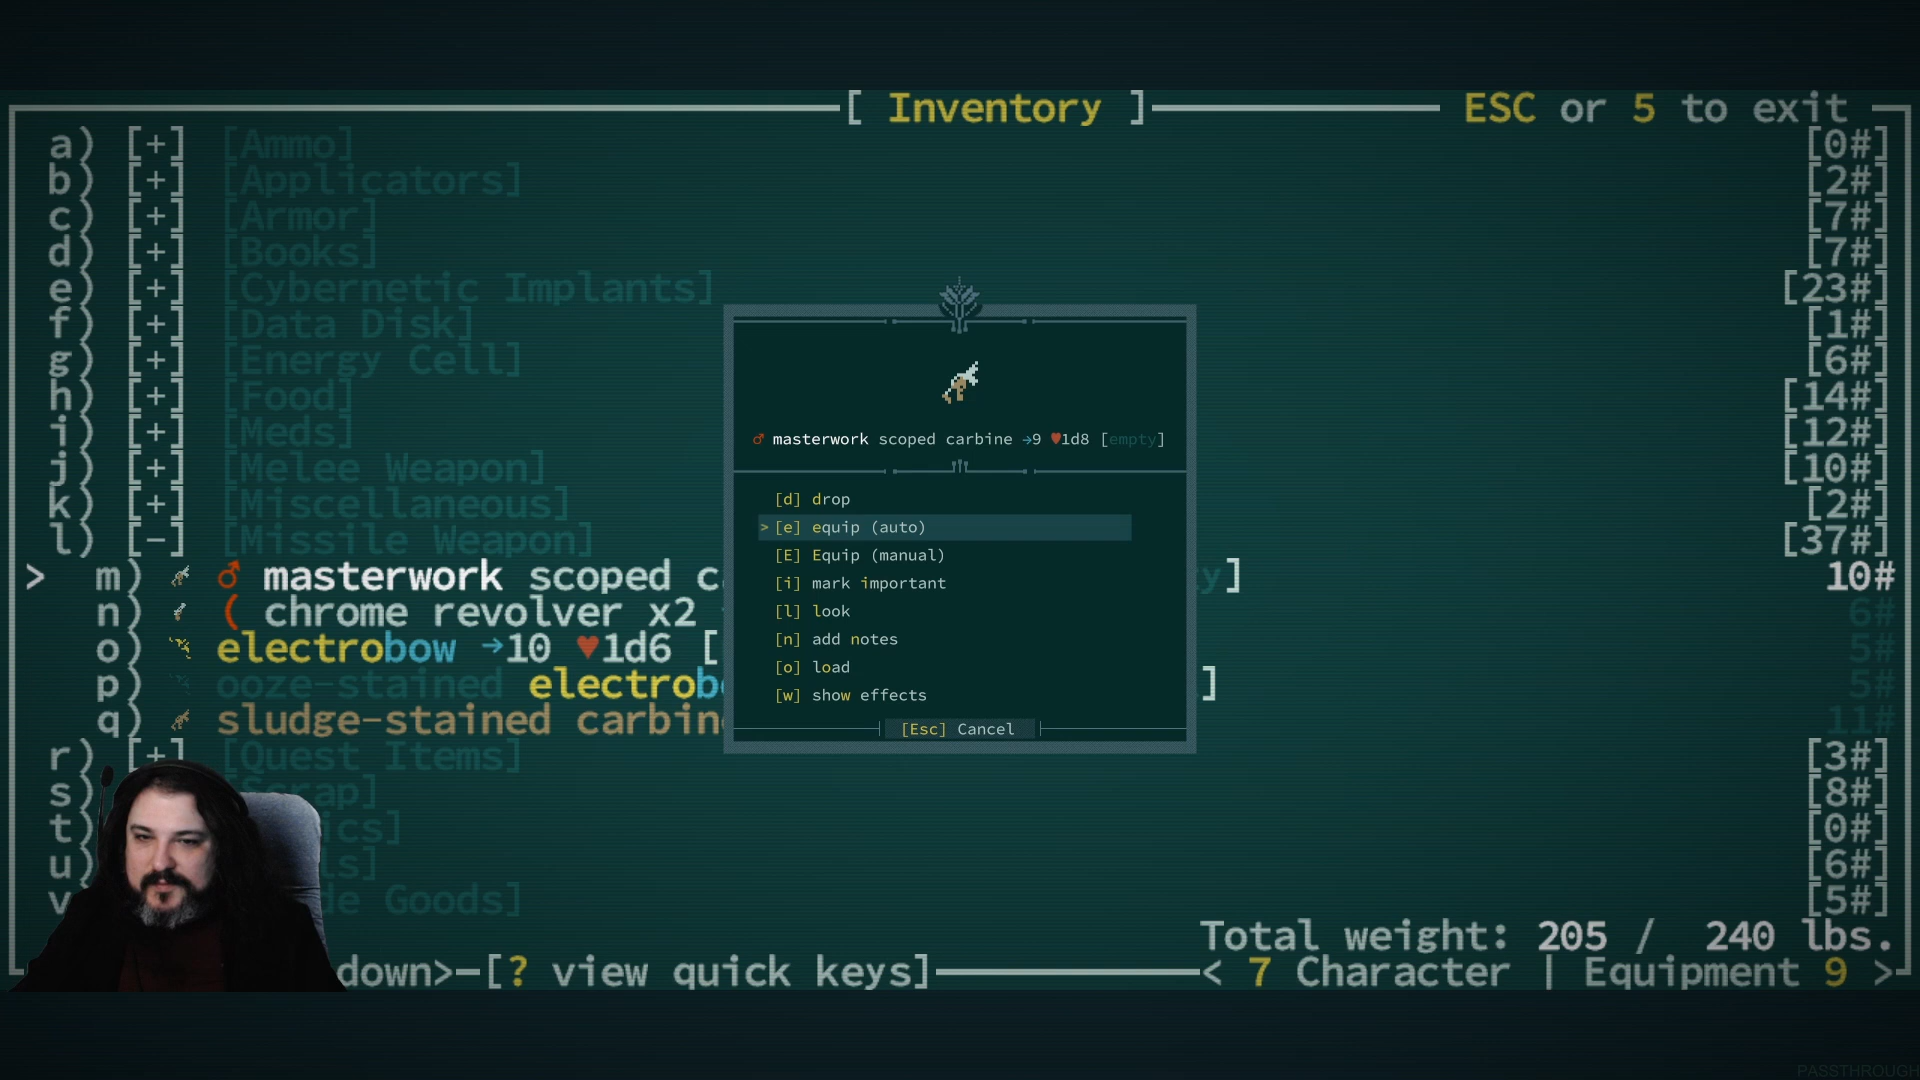 [ Inventory ] ESC or 5 to exit
a) [+] [Ammo] [0#]
b) [+] [Applicators] [2#]
c) [+] [Armor] [7#]
d) [+] [Books] [7#]
e) [+] [Cybernetic Implants] [23#]
f) [+] [Data Disk] [1#]
g) [+] [Energy Cell] [6#]
h) [+] [Food] [14#]
i) [+] [Meds] [12#]
j) [+] [Melee Weapon] [10#]
k) [+] [Miscellaneous] [2#]
l) [-] [Missile Weapon] [37#]
> m) ♂ masterwork scoped y] 10#
n) ( chrome revolver x2 6#
o) electrobow →10 ♥1d6 [ 5#
p) ooze-stained ] 5#
q) sludge-stained 11#
r) [+] [Quest Items] [3#]
s) [8#]
t) [0#]
u) [6#]
v) Goods] [5#]
Total weight: 205 / 240 lbs.
down> [? view quick keys] < 7 Character | Equipment 9 >
♂ masterwork scoped carbine →9 ♥1d8 [empty]
[d] drop
> [e] equip (auto)
[E] Equip (manual)
[i] mark important
[l] look
[n] add notes
[o] load
[w] show effects
[Esc] Cancel
PASSTHROUGH